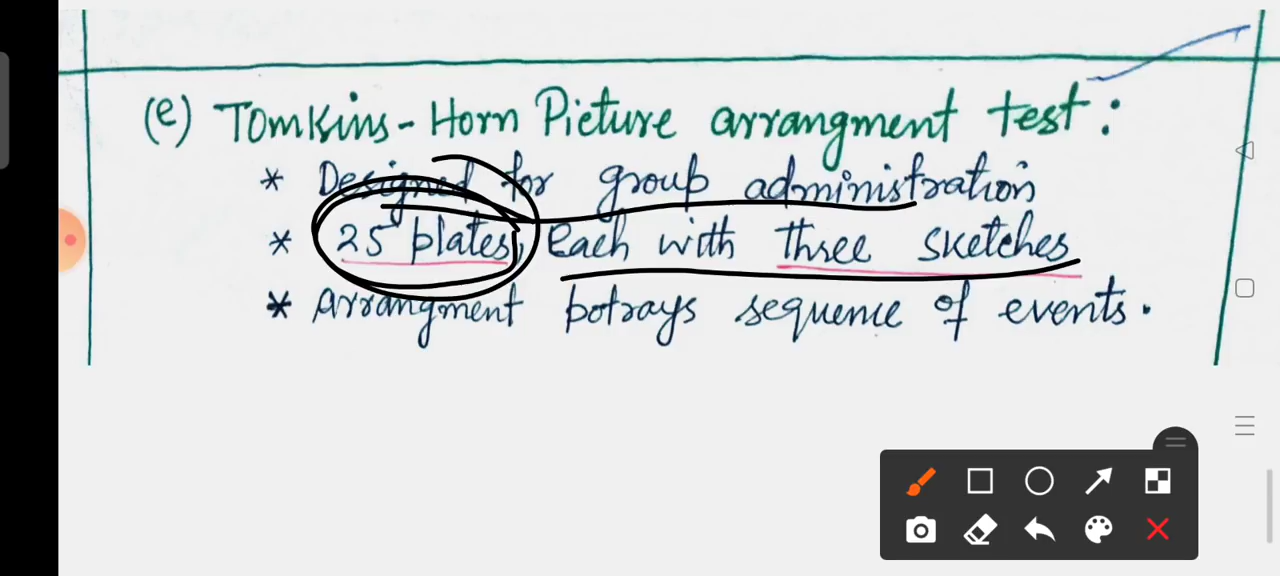 (e) Tomkins - Horn Picture arrangment test :
* Designed for group administration
* 25 plates, Each with three sketches
* Arrangment botrays sequence of events.